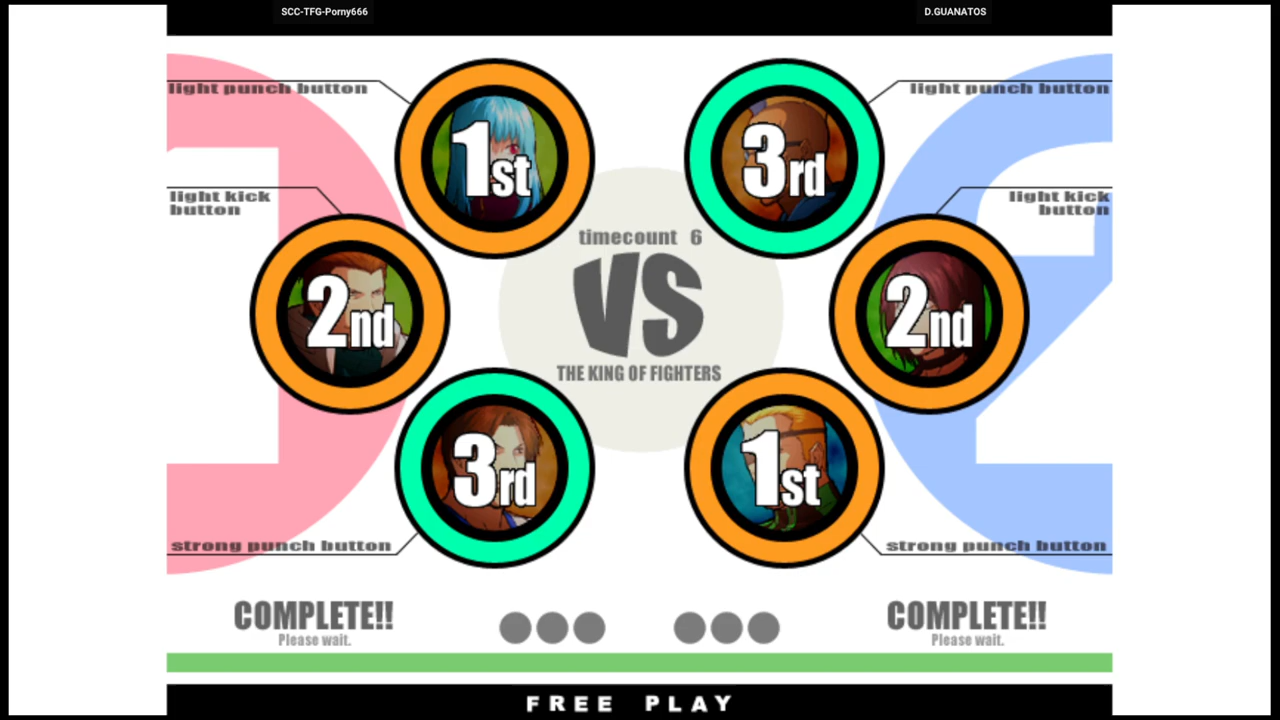 SCC-TFG-Porny666
D.GUANATOS
light punch button
light punch button
1st
3rd
light kick
button
light kick
button
timecount 6
VS
THE KING OF FIGHTERS
2nd
2nd
3rd
1st
strong punch button
strong punch button
COMPLETE!!
Please wait.
COMPLETE!!
Please wait.
FREE PLAY